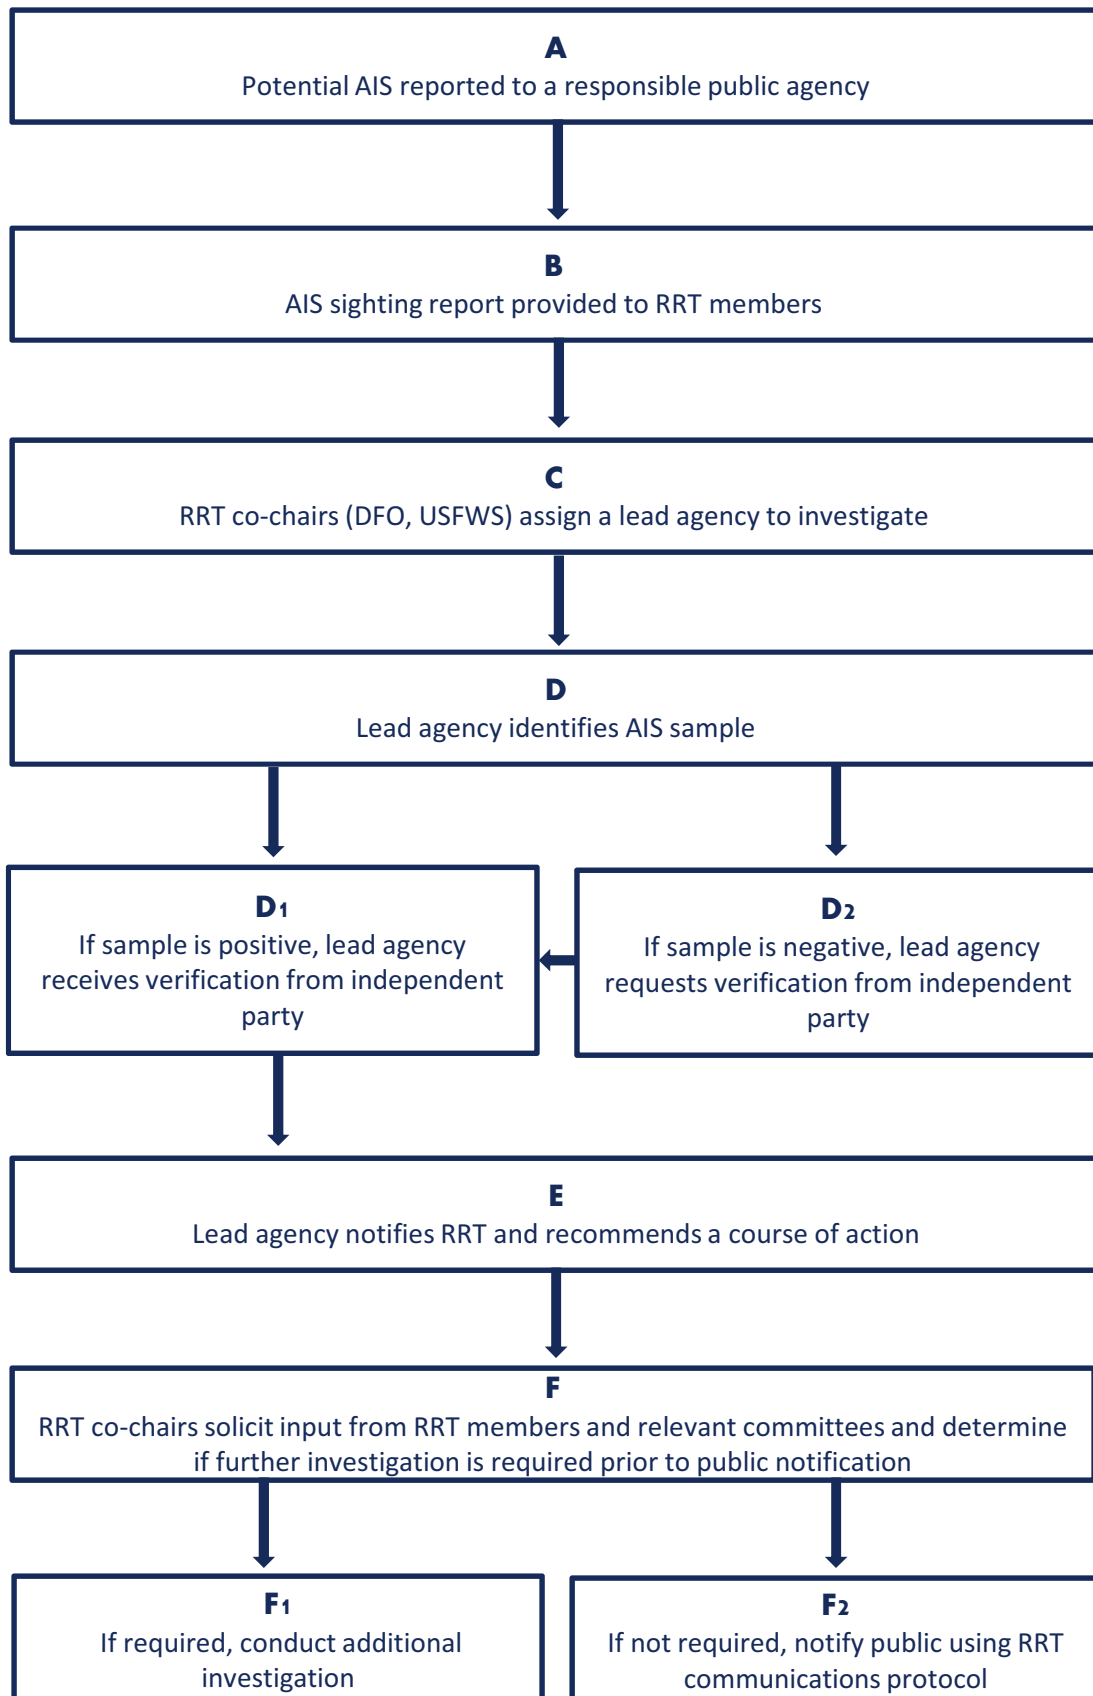 A
Potential AIS reported to a responsible public agency
B
AIS sighting report provided to RRT members
C
RRT co-chairs (DFO, USFWS) assign a lead agency to investigate
D
Lead agency identifies AIS sample
D1
If sample is positive, lead agency
receives verification from independent
party
D2
If sample is negative, lead agency
requests verification from independent
party
E
Lead agency notifies RRT and recommends a course of action
F
RRT co-chairs solicit input from RRT members and relevant committees and determine
if further investigation is required prior to public notification
F1
If required, conduct additional
investigation
F2
If not required, notify public using RRT
communications protocol